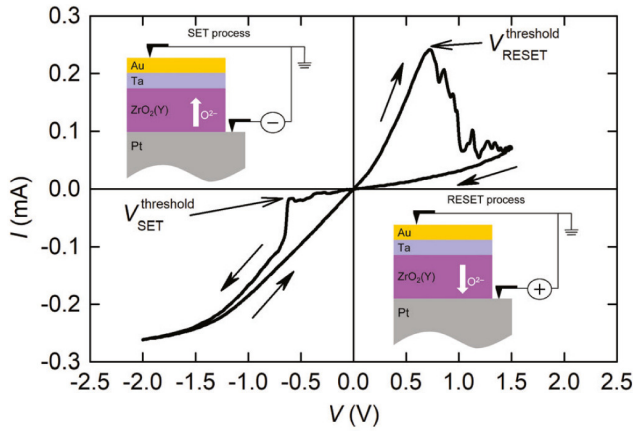 SET process
Au
Ta
ZrO₂(Y)
O²⁻
−
Pt
V threshold RESET
V threshold SET
RESET process
Au
Ta
ZrO₂(Y)
O²⁻
+
Pt
I (mA)
0.3
0.2
0.1
0.0
-0.1
-0.2
-0.3
-2.5 -2.0 -1.5 -1.0 -0.5 0.0 0.5 1.0 1.5 2.0 2.5
V (V)